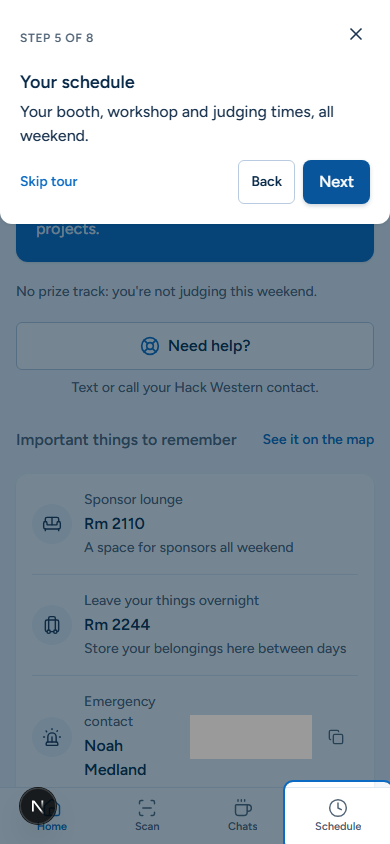 STEP 5 OF 8
Your schedule
Your booth, workshop and judging times, all
weekend.
Skip tour
Back
Next
projects.
No prize track: you're not judging this weekend.
Need help?
Text or call your Hack Western contact.
Important things to remember
See it on the map
Sponsor lounge
Rm 2110
A space for sponsors all weekend
Leave your things overnight
Rm 2244
Store your belongings here between days
Emergency
contact
Noah
Medland
N
Home
Scan
Chats
Schedule